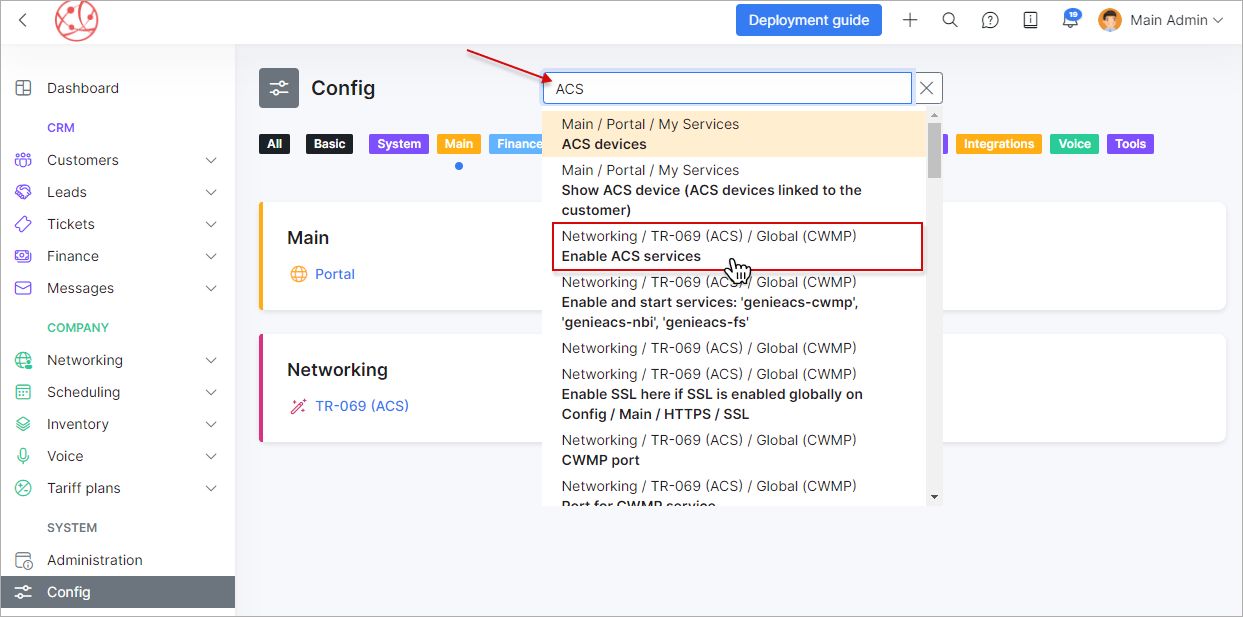 Deployment guide
19
Main Admin
Dashboard
CRM
Customers
Leads
Tickets
Finance
Messages
COMPANY
Networking
Scheduling
Inventory
Voice
Tariff plans
SYSTEM
Administration
Config
Config
ACS
All
Basic
System
Main
Finance
Integrations
Voice
Tools
Main
Portal
Networking
TR-069 (ACS)
Main / Portal / My Services
ACS devices
Main / Portal / My Services
Show ACS device (ACS devices linked to the
customer)
Networking / TR-069 (ACS) / Global (CWMP)
Enable ACS services
Networking / TR-069 (ACS) / Global (CWMP)
Enable and start services: 'genieacs-cwmp',
'genieacs-nbi', 'genieacs-fs'
Networking / TR-069 (ACS) / Global (CWMP)
Networking / TR-069 (ACS) / Global (CWMP)
Enable SSL here if SSL is enabled globally on
Config / Main / HTTPS / SSL
Networking / TR-069 (ACS) / Global (CWMP)
CWMP port
Networking / TR-069 (ACS) / Global (CWMP)
Port for CWMP service